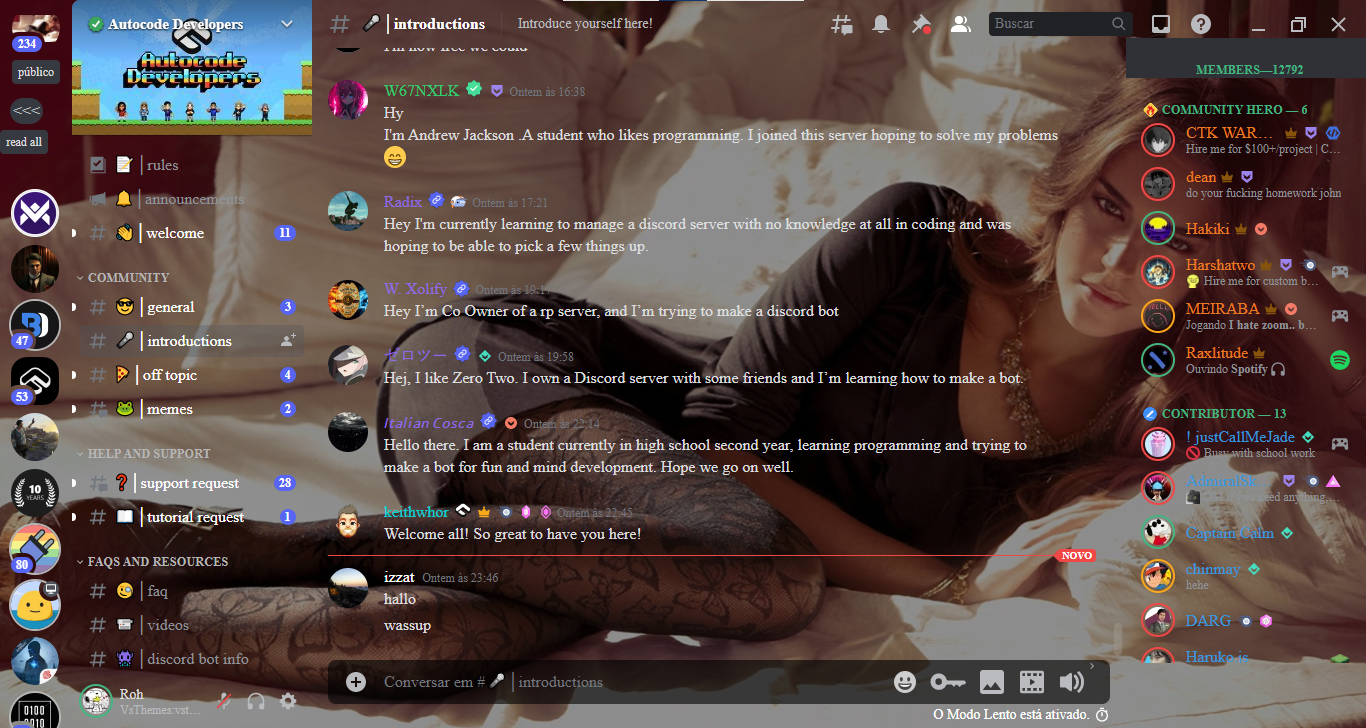 234
público
<<<
read all
47
53
10
YEARS
80
0100
0010
Autocode Developers
Autocode
Developers
rules
announcements
welcome
11
COMMUNITY
general
3
introductions
off topic
4
memes
2
HELP AND SUPPORT
support request
28
tutorial request
1
FAQS AND RESOURCES
faq
videos
discord bot info
Roh
VsThemes:vst...
introductions
Introduce yourself here!
Buscar
I'm now free we could
W67NXLK Ontem às 16:38
Hy
I'm Andrew Jackson .A student who likes programming. I joined this server hoping to solve my problems
😄
Radix Ontem às 17:21
Hey I'm currently learning to manage a discord server with no knowledge at all in coding and was
hoping to be able to pick a few things up.
W. Xolify Ontem às 19:17
Hey I’m Co Owner of a rp server, and I’m trying to make a discord bot
ゼロツー Ontem às 19:58
Hej, I like Zero Two. I own a Discord server with some friends and I’m learning how to make a bot.
Italian Cosca Ontem às 22:14
Hello there. I am a student currently in high school second year, learning programming and trying to
make a bot for fun and mind development. Hope we go on well.
keithwhor Ontem às 22:45
Welcome all! So great to have you here!
NOVO
izzat Ontem às 23:46
hallo
wassup
Conversar em # 🎤 | introductions
O Modo Lento está ativado.
MEMBERS—12792
COMMUNITY HERO — 6
CTK WAR...
Hire me for $100+/project | C...
dean
do your fucking homework john
Hakiki
Harshatwo
Hire me for custom b...
MEIRABA
Jogando I hate zoom.. b...
Raxlitude
Ouvindo Spotify
CONTRIBUTOR — 13
! justCallMeJade
Busy with school work
AdmiralSk...
need anything,...
Captain Calm
chinmay
hehe
DARG
Haruko.js